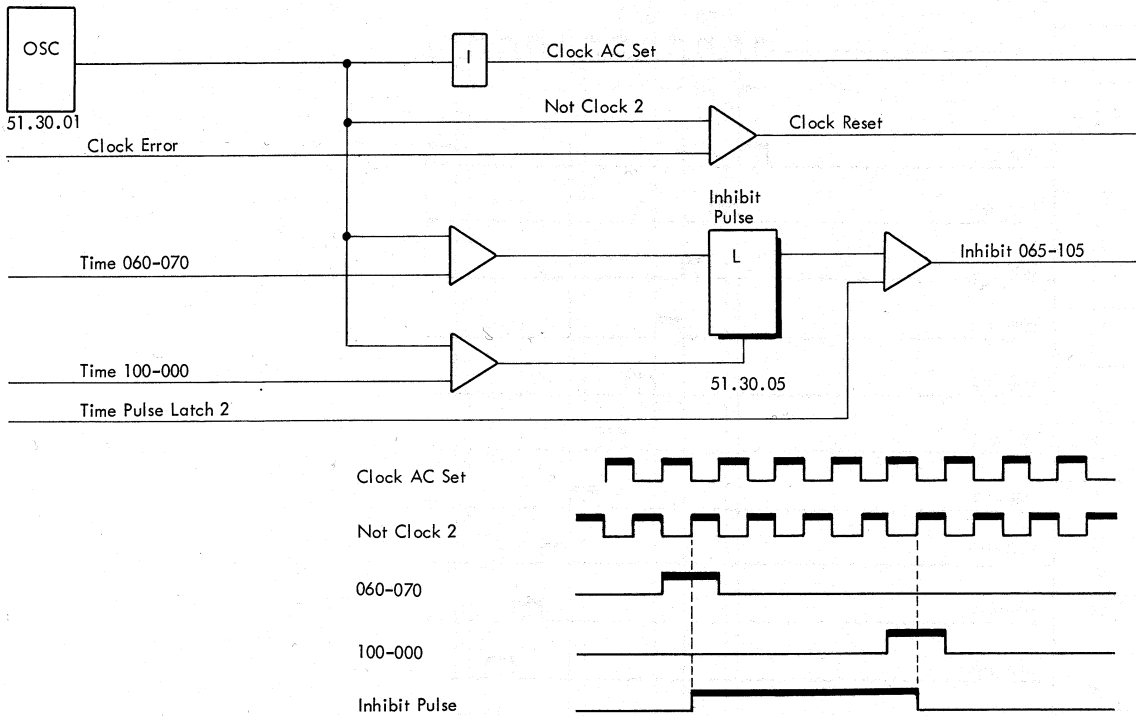 OSC
51.30.01
I
Clock AC Set
Not Clock 2
Clock Error
Clock Reset
Inhibit
Pulse
L
Time 060-070
Inhibit 065-105
Time 100-000
51.30.05
Time Pulse Latch 2
Clock AC Set
Not Clock 2
060-070
100-000
Inhibit Pulse